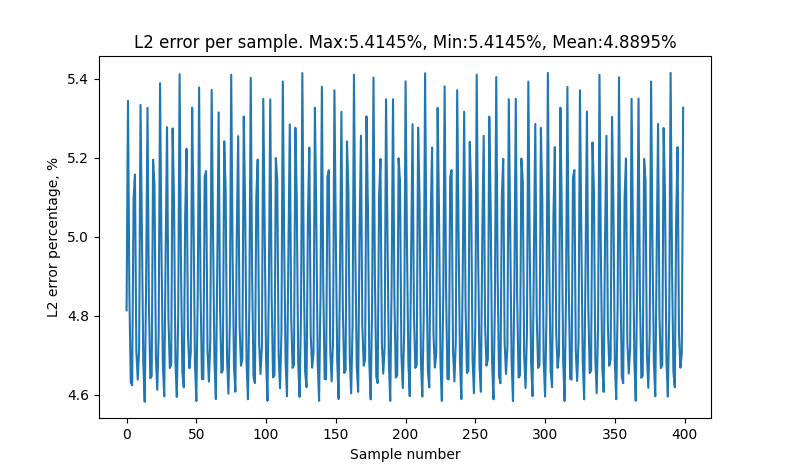 L2 error per sample. Max:5.4145%, Min:5.4145%, Mean:4.8895%
L2 error percentage, %
5.4
5.2
5.0
4.8
4.6
0 50 100 150 200 250 300 350 400
Sample number